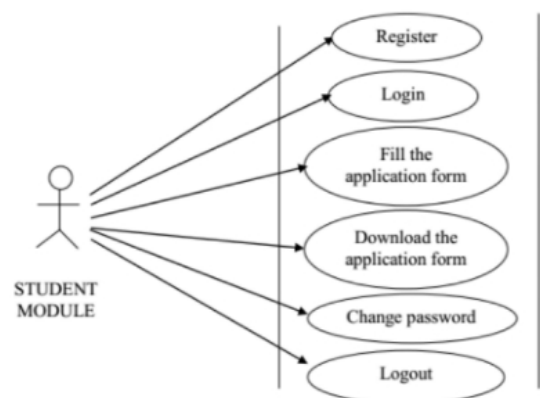 Register
Login
Fill the
application form
Download the
application form
STUDENT
MODULE
Change password
Logout